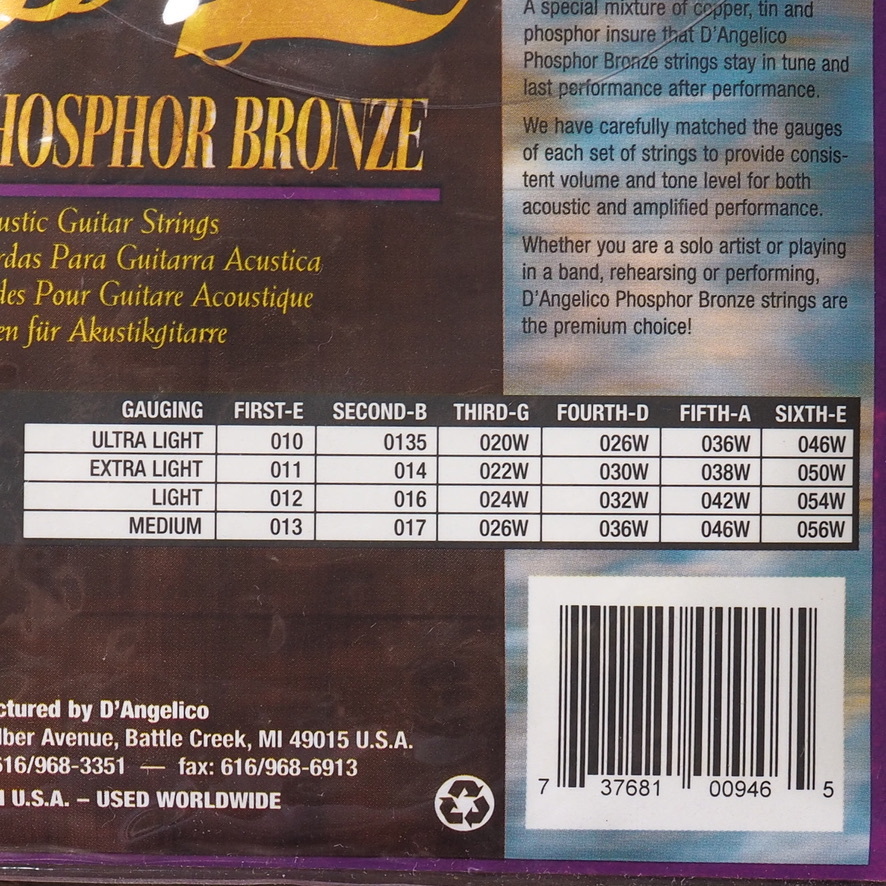 PHOSPHOR BRONZE
ustic Guitar Strings
rdas Para Guitarra Acustica
des Pour Guitare Acoustique
en für Akustikgitarre
A special mixture of copper, tin and
phosphor insure that D'Angelico
Phosphor Bronze strings stay in tune and
last performance after performance.
We have carefully matched the gauges
of each set of strings to provide consis-
tent volume and tone level for both
acoustic and amplified performance.
Whether you are a solo artist or playing
in a band, rehearsing or performing,
D'Angelico Phosphor Bronze strings are
the premium choice!
GAUGING FIRST-E SECOND-B THIRD-G FOURTH-D FIFTH-A SIXTH-E
ULTRA LIGHT 010 0135 020W 026W 036W 046W
EXTRA LIGHT 011 014 022W 030W 038W 050W
LIGHT 012 016 024W 032W 042W 054W
MEDIUM 013 017 026W 036W 046W 056W
ctured by D'Angelico
lber Avenue, Battle Creek, MI 49015 U.S.A.
616/968-3351 — fax: 616/968-6913
U.S.A. – USED WORLDWIDE
7 37681 00946 5